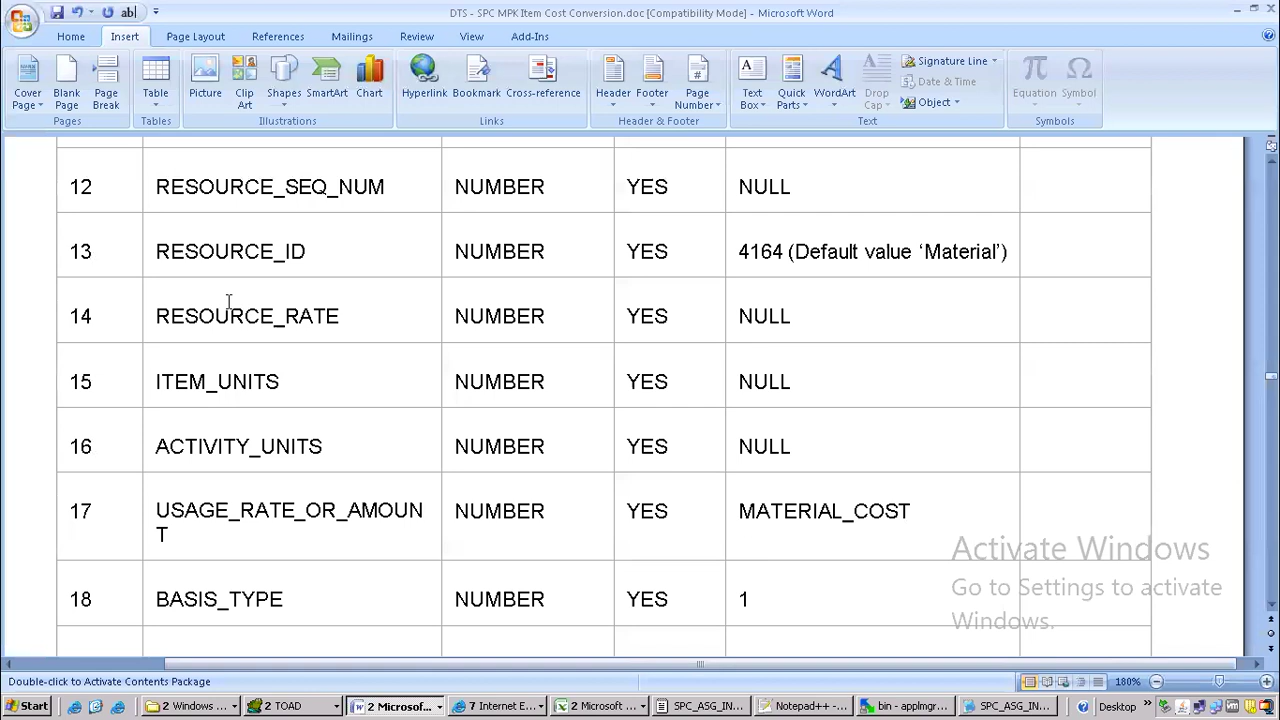 DTS - SPC MPX Item Cost Conversion.doc [Compatibility Mode] - Microsoft Word
Home Insert Page Layout References Mailings Review View Add-Ins
Cover Page Blank Page Page Break
Pages
Table
Tables
Picture Clip Art Shapes SmartArt Chart
Illustrations
Hyperlink Bookmark Cross-reference
Links
Header Footer Page Number
Header & Footer
Text Box Quick Parts WordArt Drop Cap
Signature Line
Date & Time
Object
Text
Equation Symbol
Symbols
12 RESOURCE_SEQ_NUM NUMBER YES NULL
13 RESOURCE_ID NUMBER YES 4164 (Default value ‘Material’)
14 RESOURCE_RATE NUMBER YES NULL
15 ITEM_UNITS NUMBER YES NULL
16 ACTIVITY_UNITS NUMBER YES NULL
17 USAGE_RATE_OR_AMOUN NUMBER YES MATERIAL_COST
T
18 BASIS_TYPE NUMBER YES 1
Activate Windows
Go to Settings to activate
Windows.
Double-click to Activate Contents Package 180%
Start 2 Windows ... 2 TOAD 2 Microsof... 7 Internet E... 2 Microsoft ... SPC_ASG_IN... Notepad++ - ... bin - applmgr... SPC_ASG_IN... Desktop